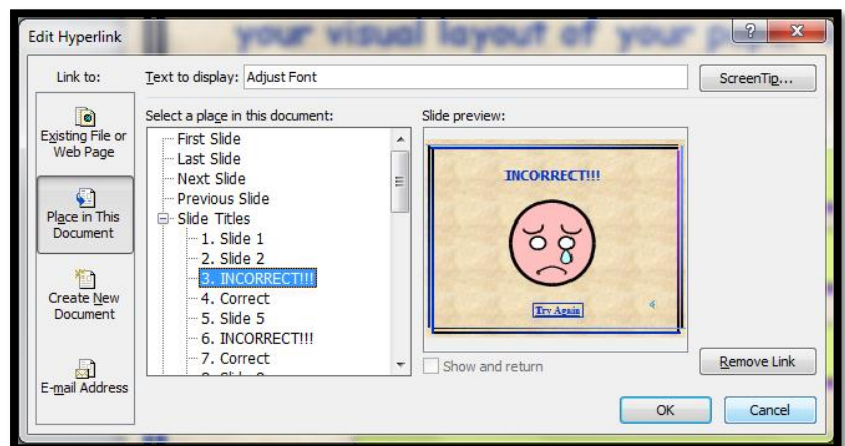 your visual layout of your
Edit Hyperlink
Link to:
Text to display: Adjust Font
ScreenTip...
Existing File or
Web Page
Place in This
Document
Create New
Document
E-mail Address
Select a place in this document:
First Slide
Last Slide
Next Slide
Previous Slide
Slide Titles
1. Slide 1
2. Slide 2
3. INCORRECT!!!
4. Correct
5. Slide 5
6. INCORRECT!!!
7. Correct
Slide preview:
INCORRECT!!!
Try Again
Show and return
Remove Link
OK
Cancel